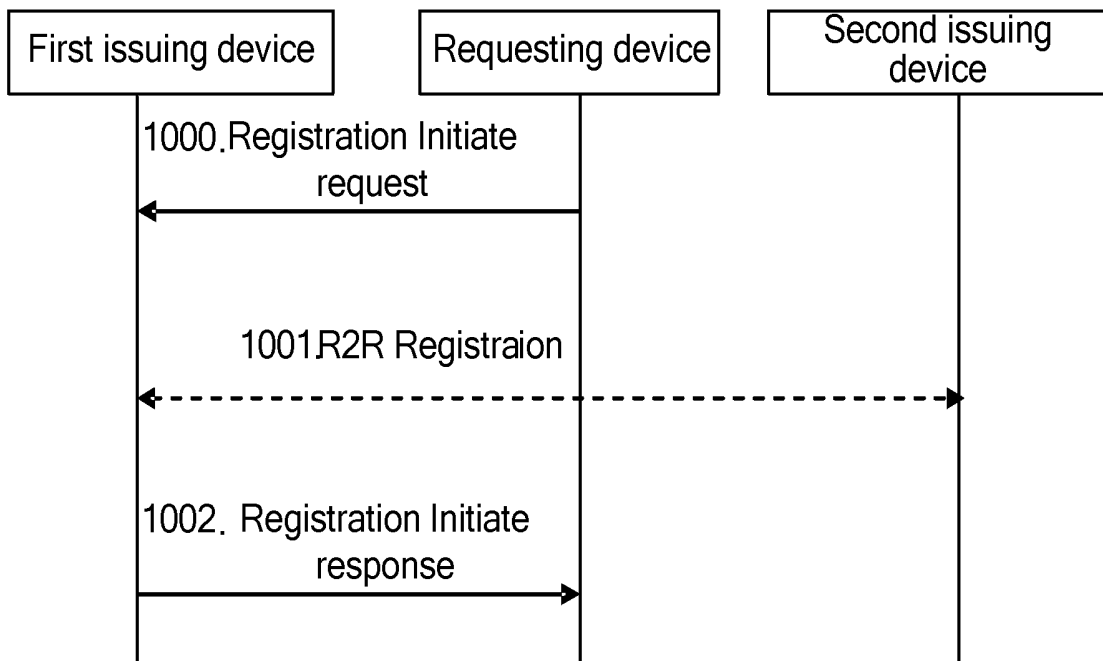 First issuing device
Requesting device
Second issuing
device
1000.Registration Initiate
request
1001.R2R Registraion
1002. Registration Initiate
response